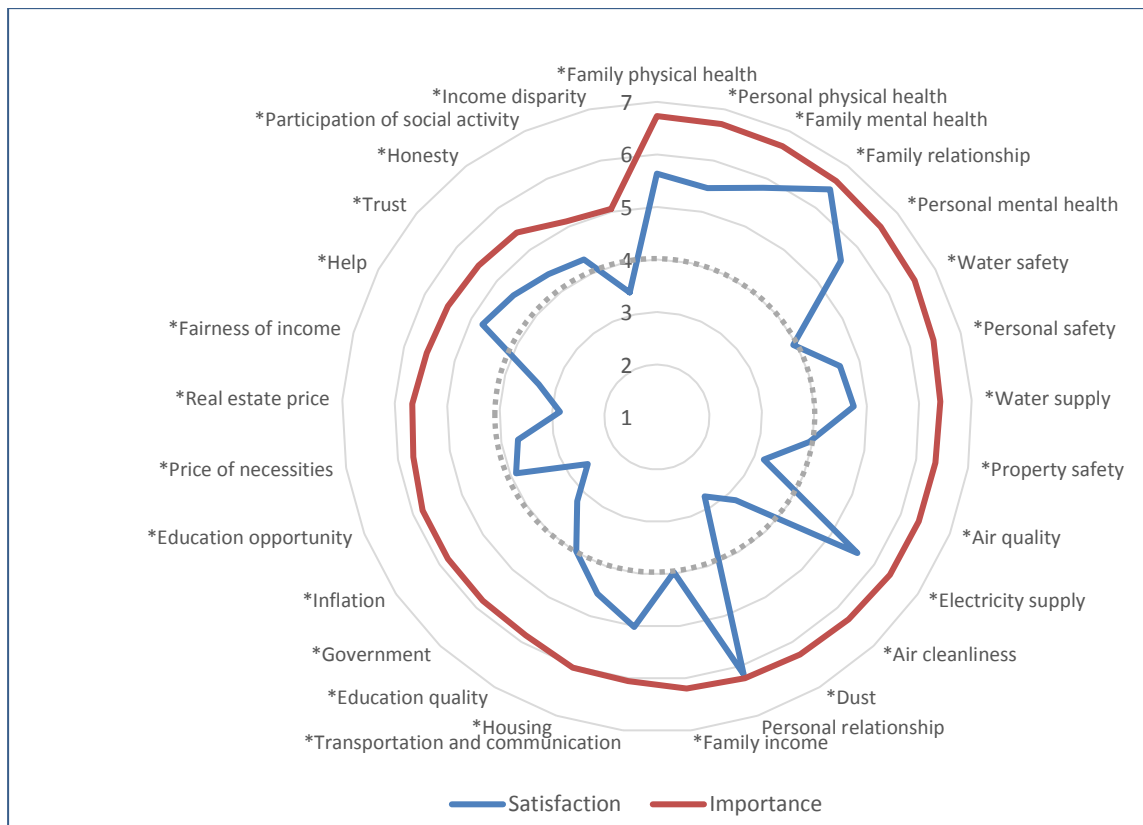 *Family physical health
*Income disparity
*Personal physical health
*Participation of social activity
7
*Family mental health
*Honesty
*Family relationship
6
*Trust
*Personal mental health
5
*Help
*Water safety
4
*Fairness of income
*Personal safety
3
2
*Real estate price
1
*Water supply
*Price of necessities
*Property safety
*Education opportunity
*Air quality
*Inflation
*Electricity supply
*Government
*Air cleanliness
*Education quality
*Dust
*Housing
Personal relationship
*Transportation and communication
*Family income
Satisfaction
Importance